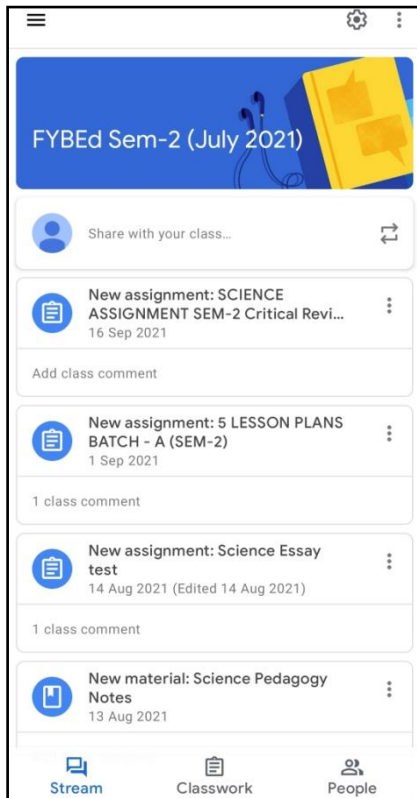 FYBEd Sem-2 (July 2021)
Share with your class...
New assignment: SCIENCE
ASSIGNMENT SEM-2 Critical Revi...
16 Sep 2021
Add class comment
New assignment: 5 LESSON PLANS
BATCH - A (SEM-2)
1 Sep 2021
1 class comment
New assignment: Science Essay
test
14 Aug 2021 (Edited 14 Aug 2021)
1 class comment
New material: Science Pedagogy
Notes
13 Aug 2021
Stream Classwork People